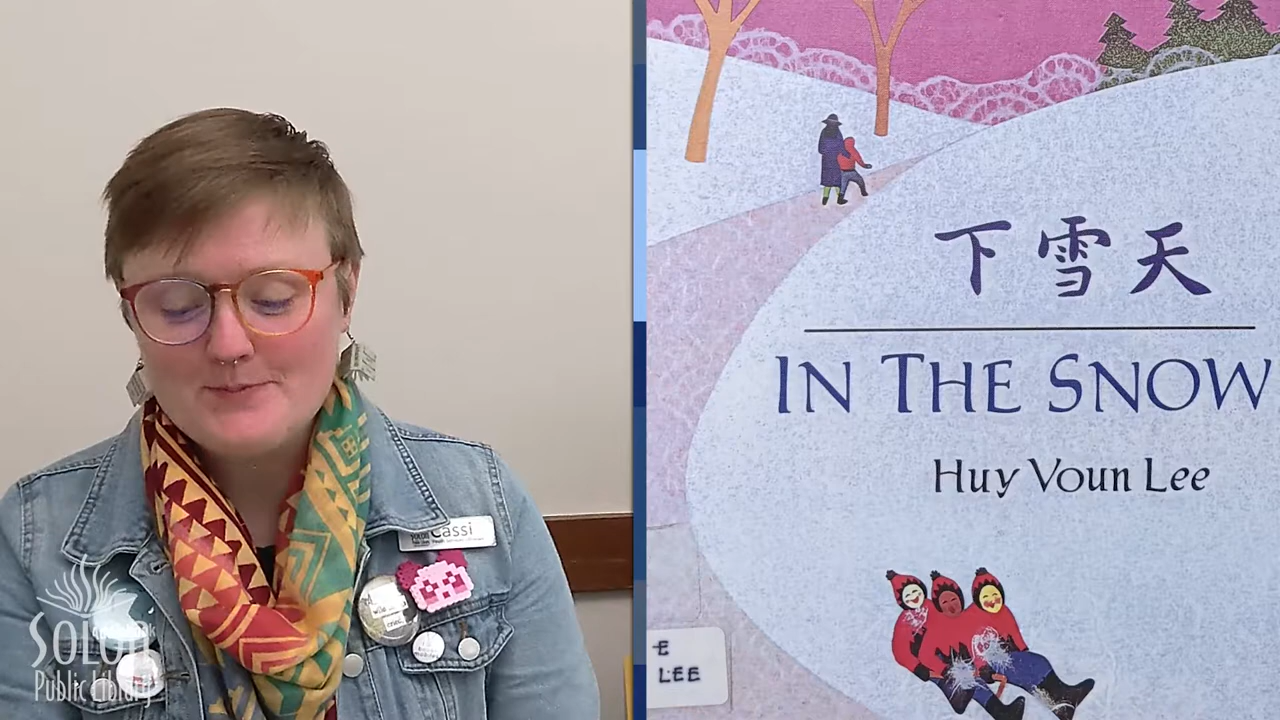 Cassi
SOLON
Public Library
下雪天
IN THE SNOW
Huy Voun Lee
E
LEE